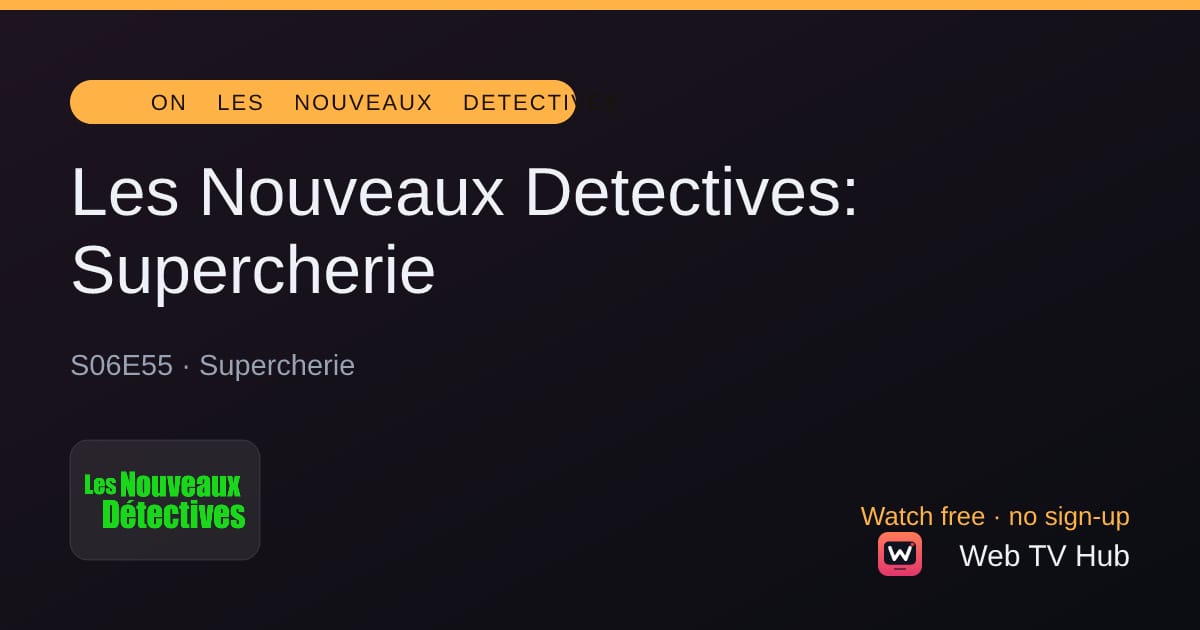 ON LES NOUVEAUX DETECTIVES
Les Nouveaux Detectives:
Supercherie
S06E55 · Supercherie
Les Nouveaux
Détectives
Watch free · no sign-up
W
Web TV Hub